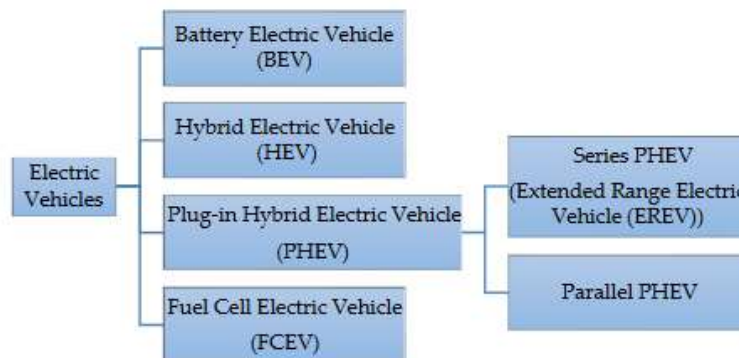 Battery Electric Vehicle
(BEV)
Hybrid Electric Vehicle
(HEV)
Electric
Vehicles
Plug-in Hybrid Electric Vehicle
(PHEV)
Fuel Cell Electric Vehicle
(FCEV)
Series PHEV
(Extended Range Electric
Vehicle (EREV))
Parallel PHEV